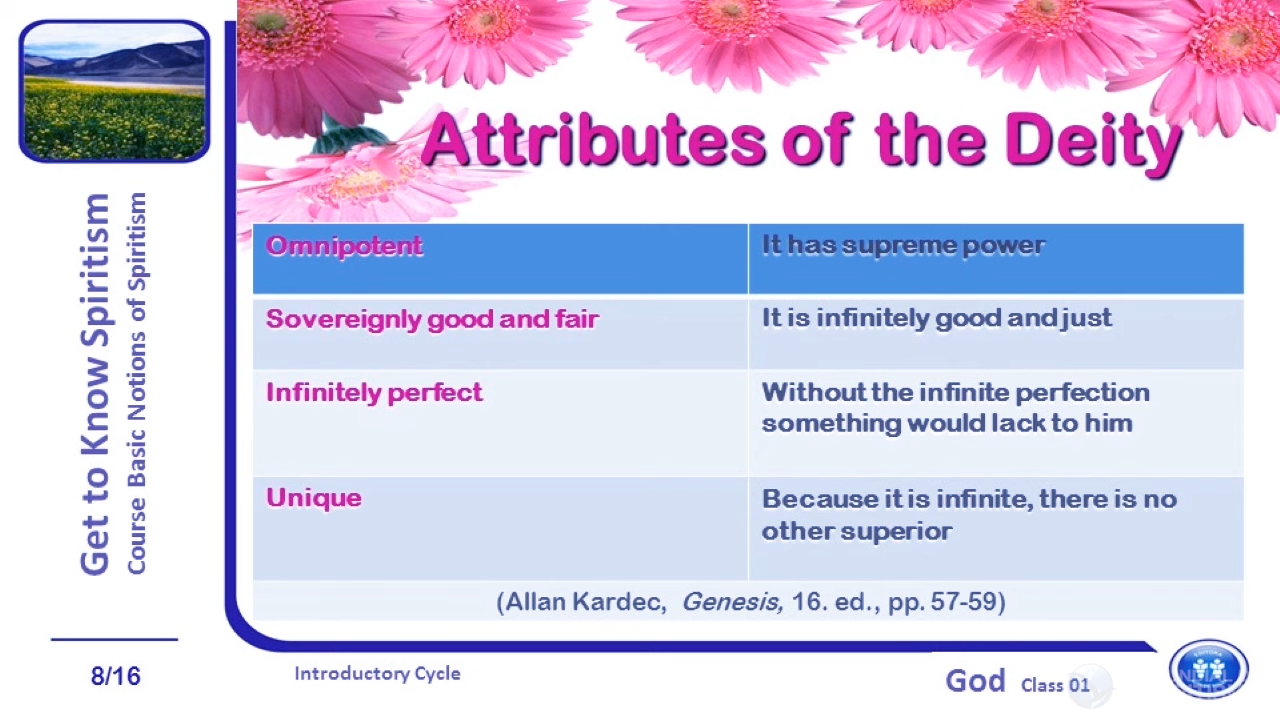 Attributes of the Deity
Get to Know Spiritism
Course Basic Notions of Spiritism
Omnipotent
It has supreme power
Sovereignly good and fair
It is infinitely good and just
Infinitely perfect
Without the infinite perfection
something would lack to him
Unique
Because it is infinite, there is no
other superior
(Allan Kardec, Genesis, 16. ed., pp. 57-59)
8/16
Introductory Cycle
God Class 01